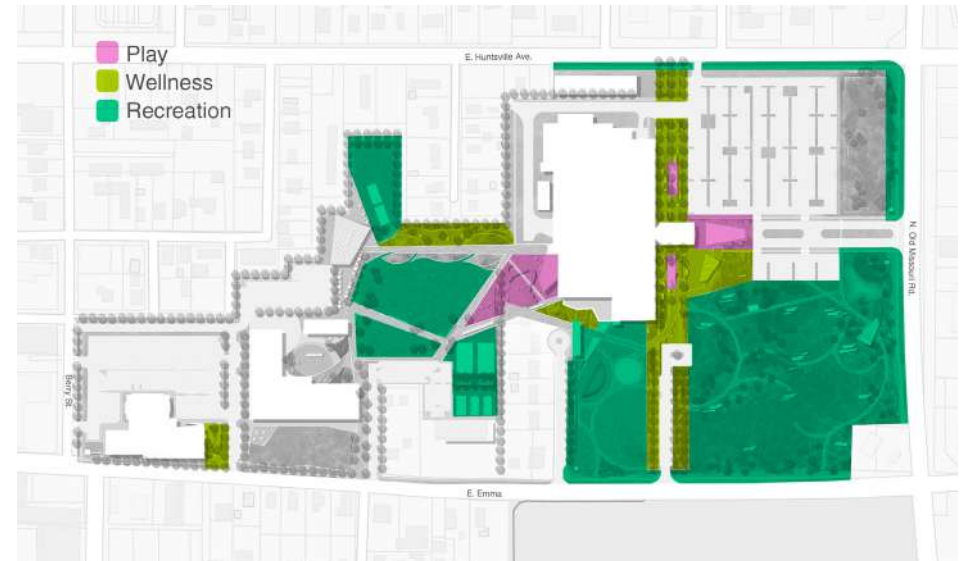 Play
Wellness
Recreation
E. Huntsville Ave.
N. Old Missouri Rd.
Berry St.
E. Emma